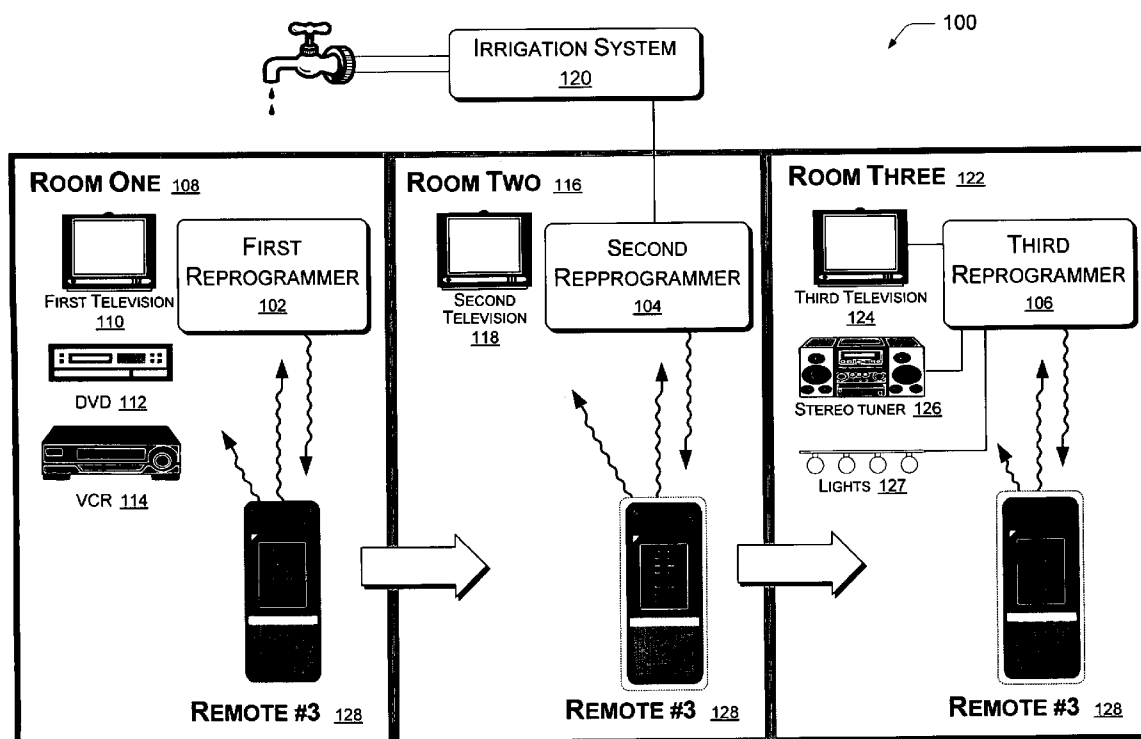 100
IRRIGATION SYSTEM
120
ROOM ONE 108
FIRST TELEVISION
110
DVD 112
VCR 114
FIRST
REPROGRAMMER
102
REMOTE #3 128
ROOM TWO 116
SECOND
TELEVISION
118
SECOND
REPPROGRAMMER
104
REMOTE #3 128
ROOM THREE 122
THIRD TELEVISION
124
STEREO TUNER 126
LIGHTS 127
THIRD
REPROGRAMMER
106
REMOTE #3 128